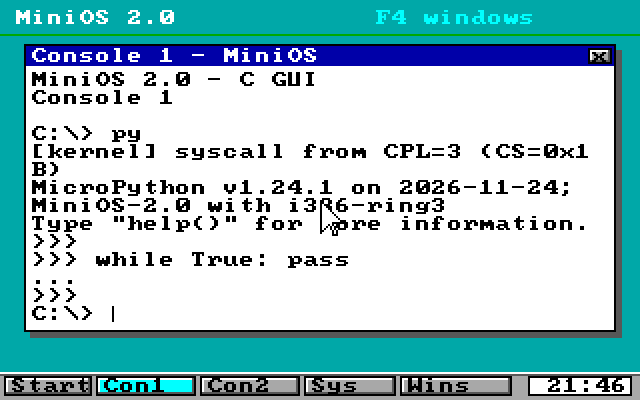 MiniOS 2.0
F4 windows
Console 1 - MiniOS
MiniOS 2.0 - C GUI
Console 1
C:\> py
[kernel] syscall from CPL=3 (CS=0x1
B)
MicroPython v1.24.1 on 2026-11-24;
MiniOS-2.0 with i386-ring3
Type "help()" for more information.
>>>
>>> while True: pass
...
>>>
C:\>
Start Con1 Con2 Sys Wins 21:46